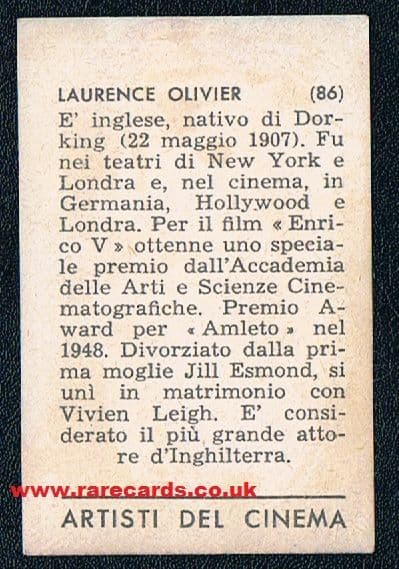 LAURENCE OLIVIER (86)
E' inglese, nativo di Dor-
king (22 maggio 1907). Fu
nei teatri di New York e
Londra e, nel cinema, in
Germania, Hollywood e
Londra. Per il film « Enri-
co V » ottenne uno specia-
le premio dall'Accademia
delle Arti e Scienze Cine-
matografiche. Premio A-
ward per « Amleto » nel
1948. Divorziato dalla pri-
ma moglie Jill Esmond, si
unì in matrimonio con
Vivien Leigh. E' consi-
derato il più grande atto-
re d'Inghilterra.
www.rarecards.co.uk
ARTISTI DEL CINEMA